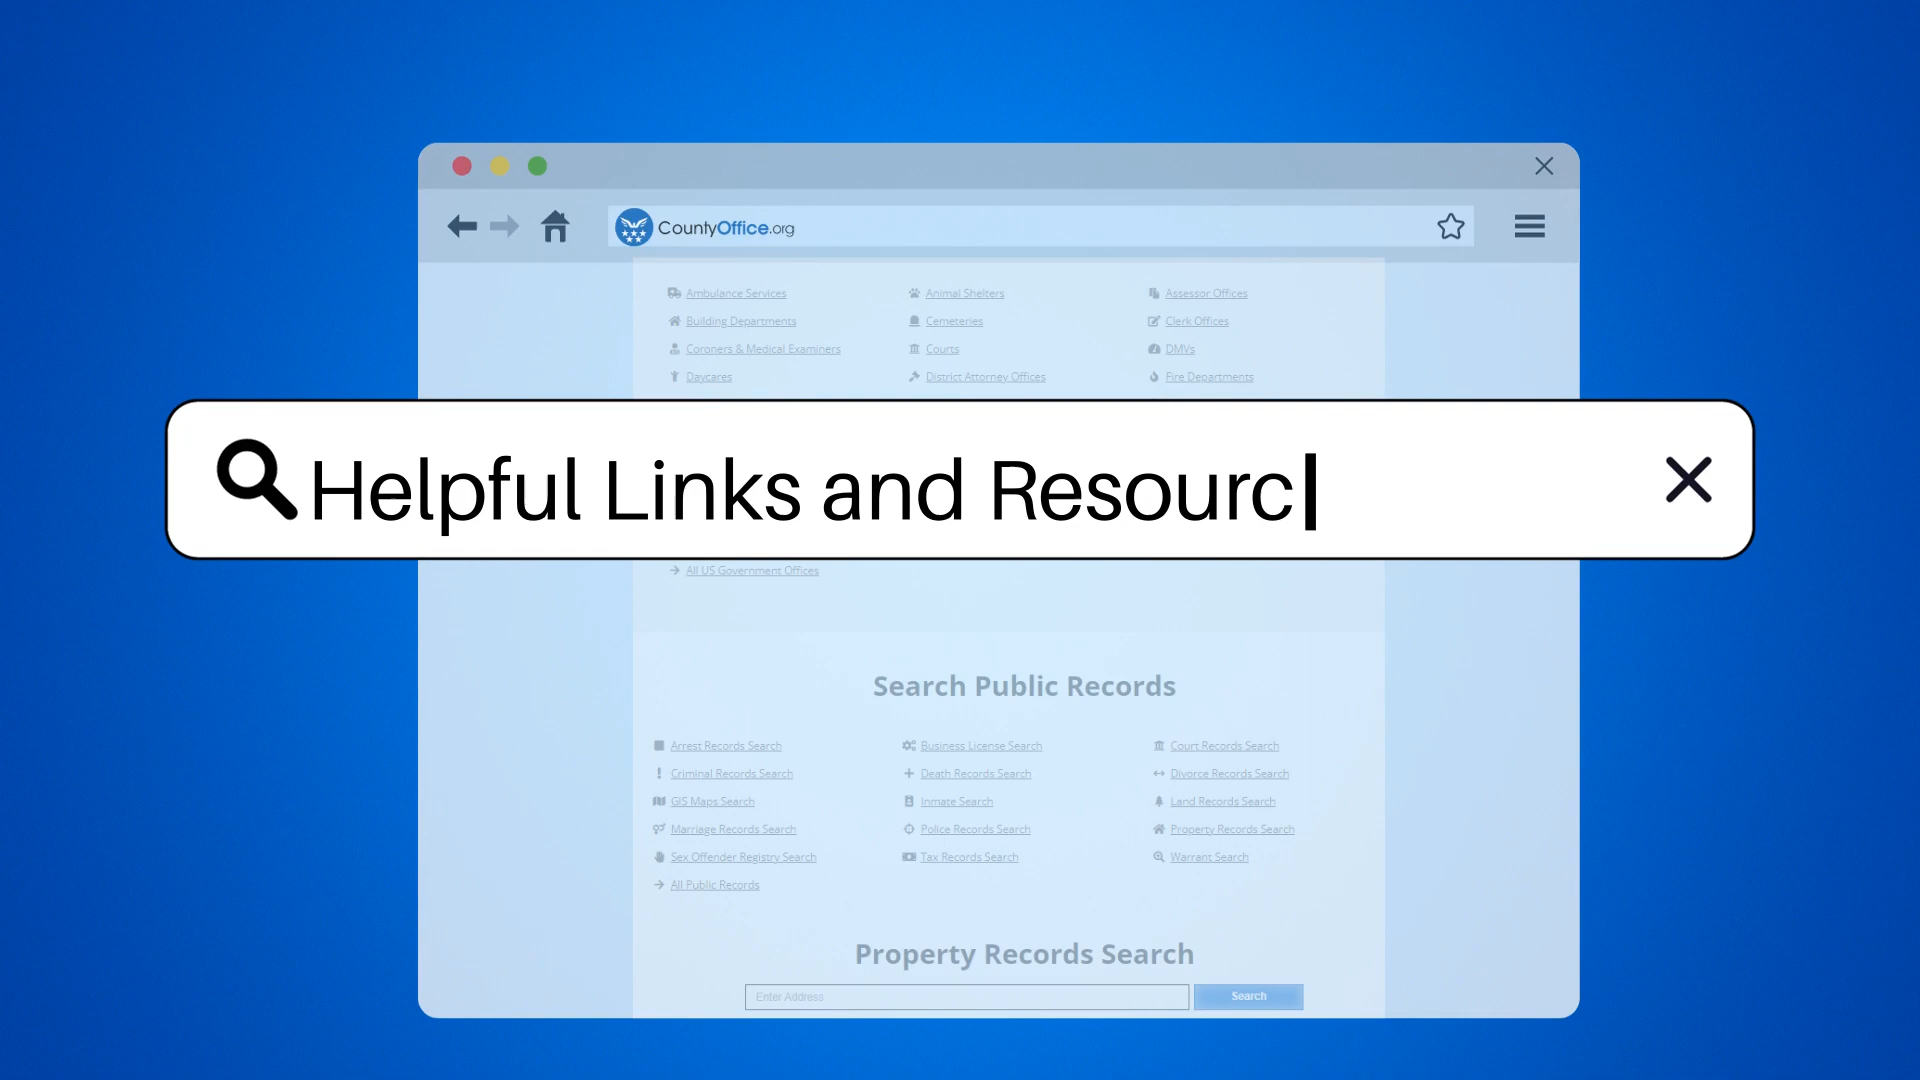 CountyOffice.org
Ambulance Services Animal Shelters Assessor Offices
Building Departments Cemeteries Clerk Offices
Coroners & Medical Examiners Courts DMVs
Daycares District Attorney Offices Fire Departments
Helpful Links and Resourc
All US Government Offices
Search Public Records
Arrest Records Search Business License Search Court Records Search
Criminal Records Search Death Records Search Divorce Records Search
GIS Maps Search Inmate Search Land Records Search
Marriage Records Search Police Records Search Property Records Search
Sex Offender Registry Search Tax Records Search Warrant Search
All Public Records
Property Records Search
Enter Address Search